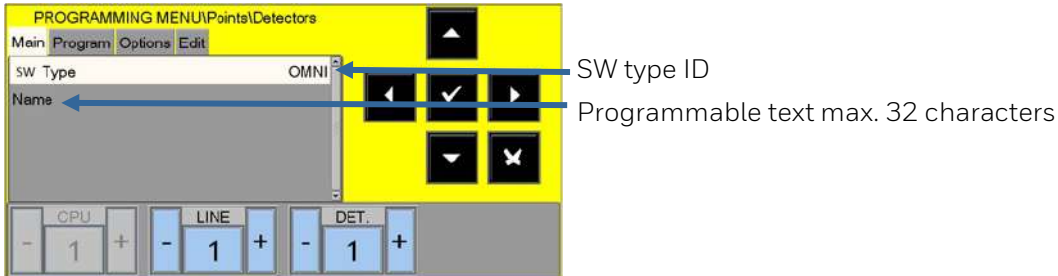 PROGRAMMING MENU\Points\Detectors
Main Program Options Edit
SW Type OMNI
SW type ID
Name
Programmable text max. 32 characters
CPU LINE DET.
- 1 + - 1 + - 1 +